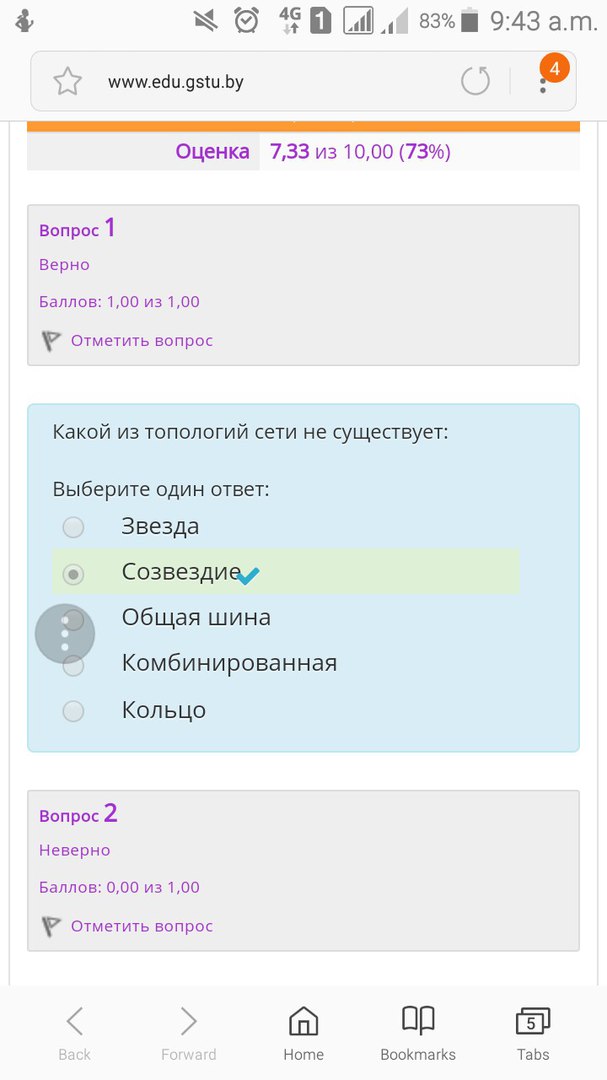 4G 1 83% 9:43 a.m.
www.edu.gstu.by
4
Оценка 7,33 из 10,00 (73%)
Вопрос 1
Верно
Баллов: 1,00 из 1,00
Отметить вопрос
Какой из топологий сети не существует:
Выберите один ответ:
Звезда
Созвездие
Общая шина
Комбинированная
Кольцо
Вопрос 2
Неверно
Баллов: 0,00 из 1,00
Отметить вопрос
5
Back Forward Home Bookmarks Tabs